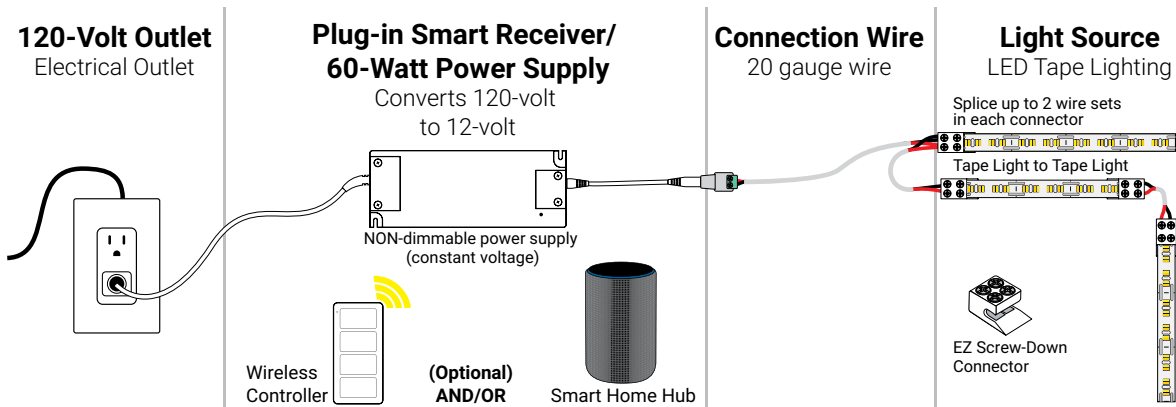 120-Volt Outlet
Electrical Outlet
Plug-in Smart Receiver/
60-Watt Power Supply
Converts 120-volt
to 12-volt
NON-dimmable power supply
(constant voltage)
Wireless
Controller
(Optional)
AND/OR
Smart Home Hub
Connection Wire
20 gauge wire
Light Source
LED Tape Lighting
Splice up to 2 wire sets
in each connector
Tape Light to Tape Light
EZ Screw-Down
Connector